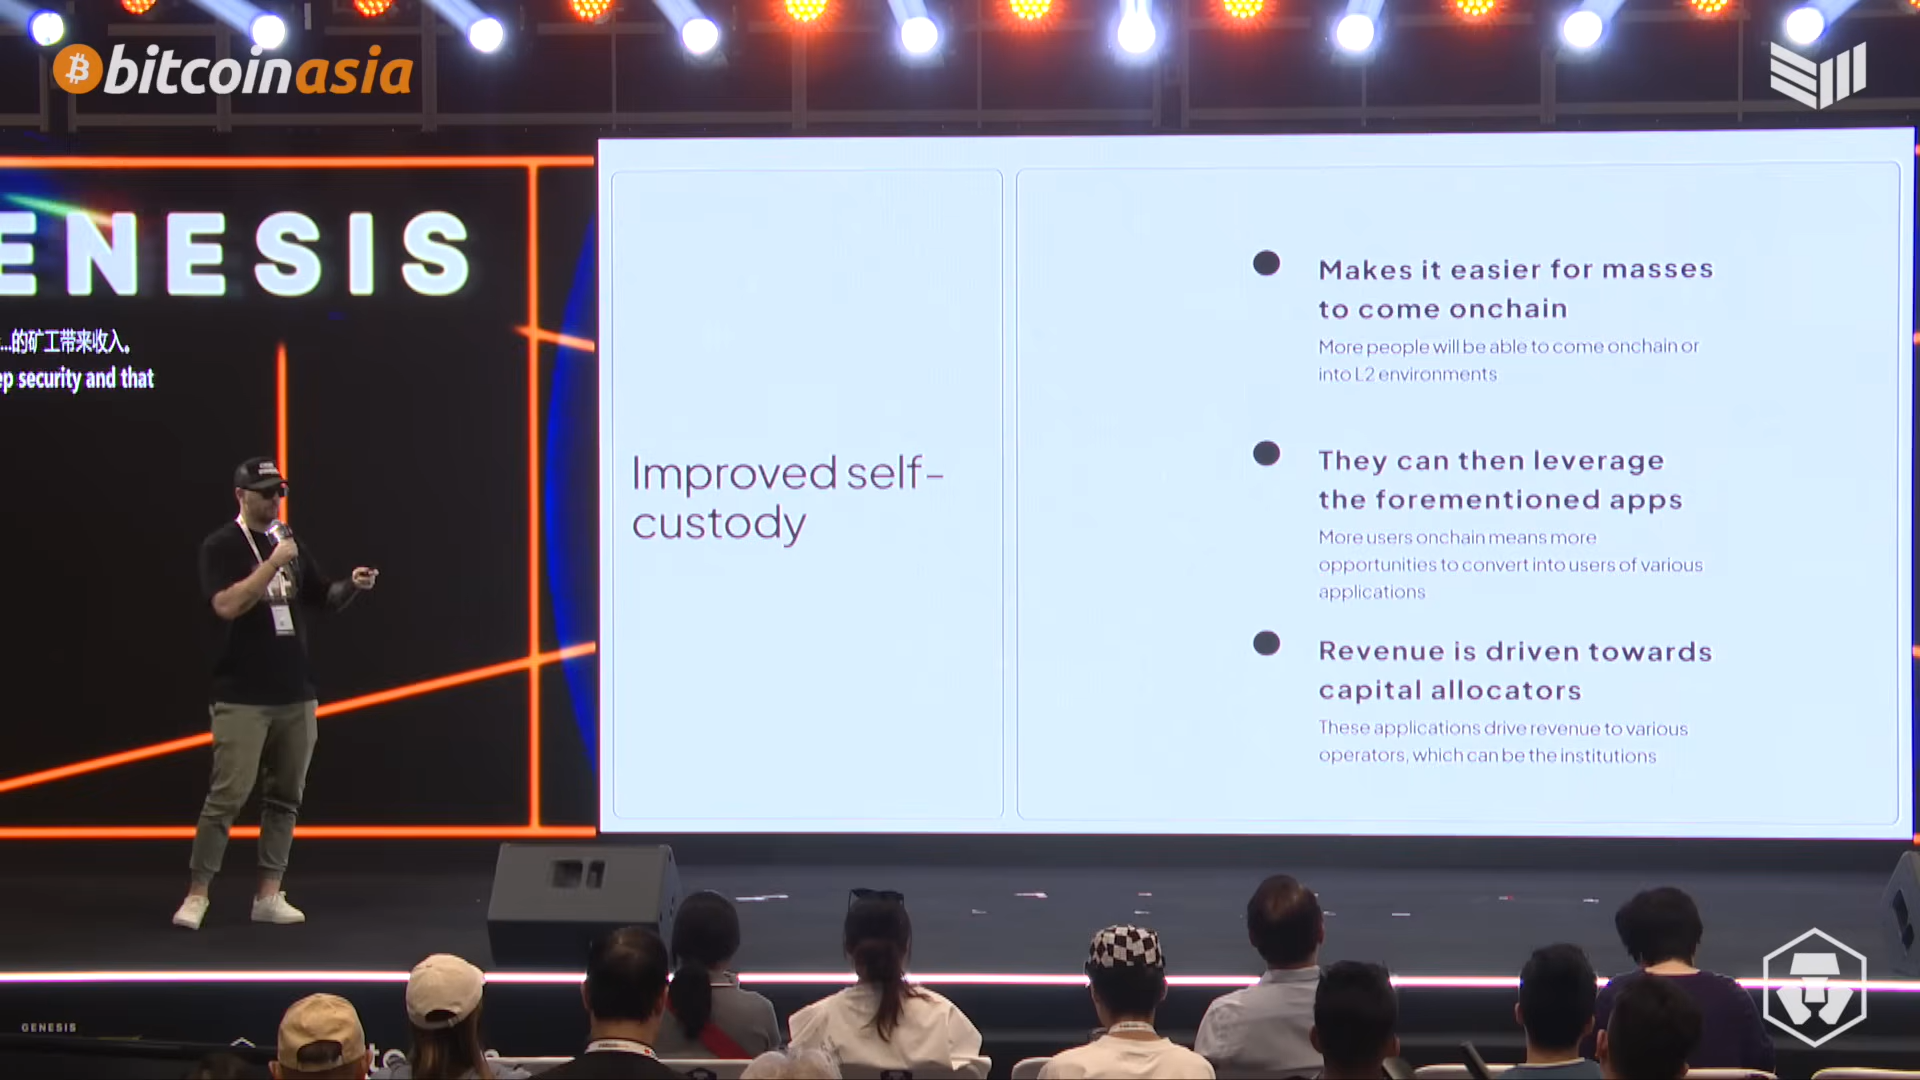 bitcoinasia
ENESIS
...的矿工带来收入。
ep security and that
Improved self-
custody
Makes it easier for masses
to come onchain
More people will be able to come onchain or
into L2 environments
They can then leverage
the forementioned apps
More users onchain means more
opportunities to convert into users of various
applications
Revenue is driven towards
capital allocators
These applications drive revenue to various
operators, which can be the institutions
GENESIS